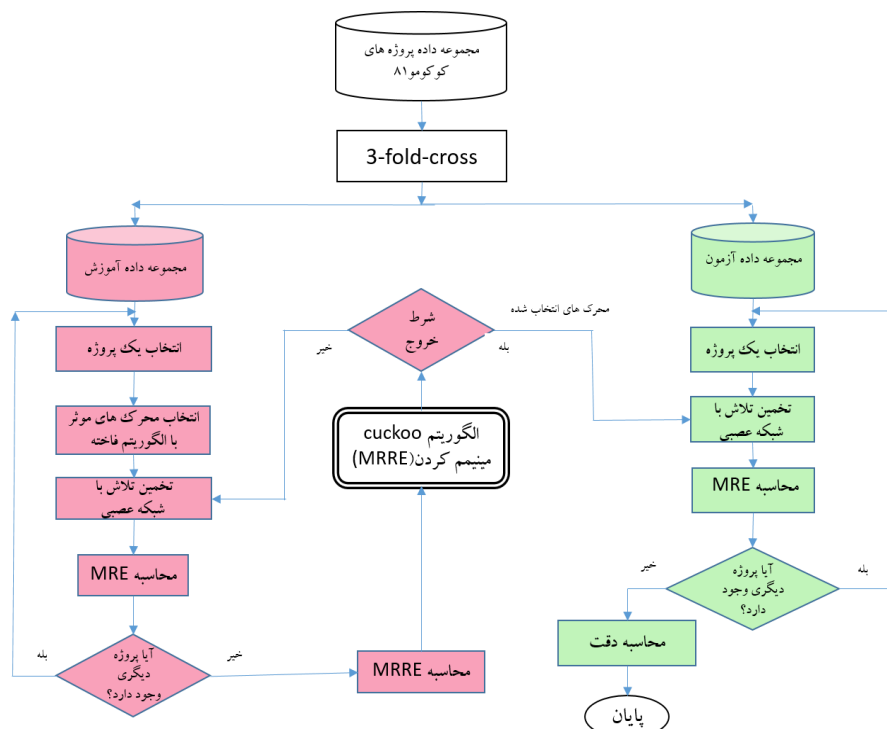 مجموعه داده پروژه های
کوکومو۸۱
3-fold-cross
مجموعه داده آموزش
مجموعه داده آزمون
انتخاب یک پروژه
انتخاب محرک های موثر
با الگوریتم فاخته
تخمین تلاش با
شبکه عصبی
محاسبه MRE
آیا پروژه
دیگری
وجود دارد؟
بله
خیر
محاسبه MRRE
الگوریتم cuckoo
مینیمم کردن(MRRE)
شرط
خروج
خیر
بله
محرک های انتخاب شده
انتخاب یک پروژه
تخمین تلاش با
شبکه عصبی
محاسبه MRE
آیا پروژه
دیگری وجود
دارد؟
بله
خیر
محاسبه دقت
پایان